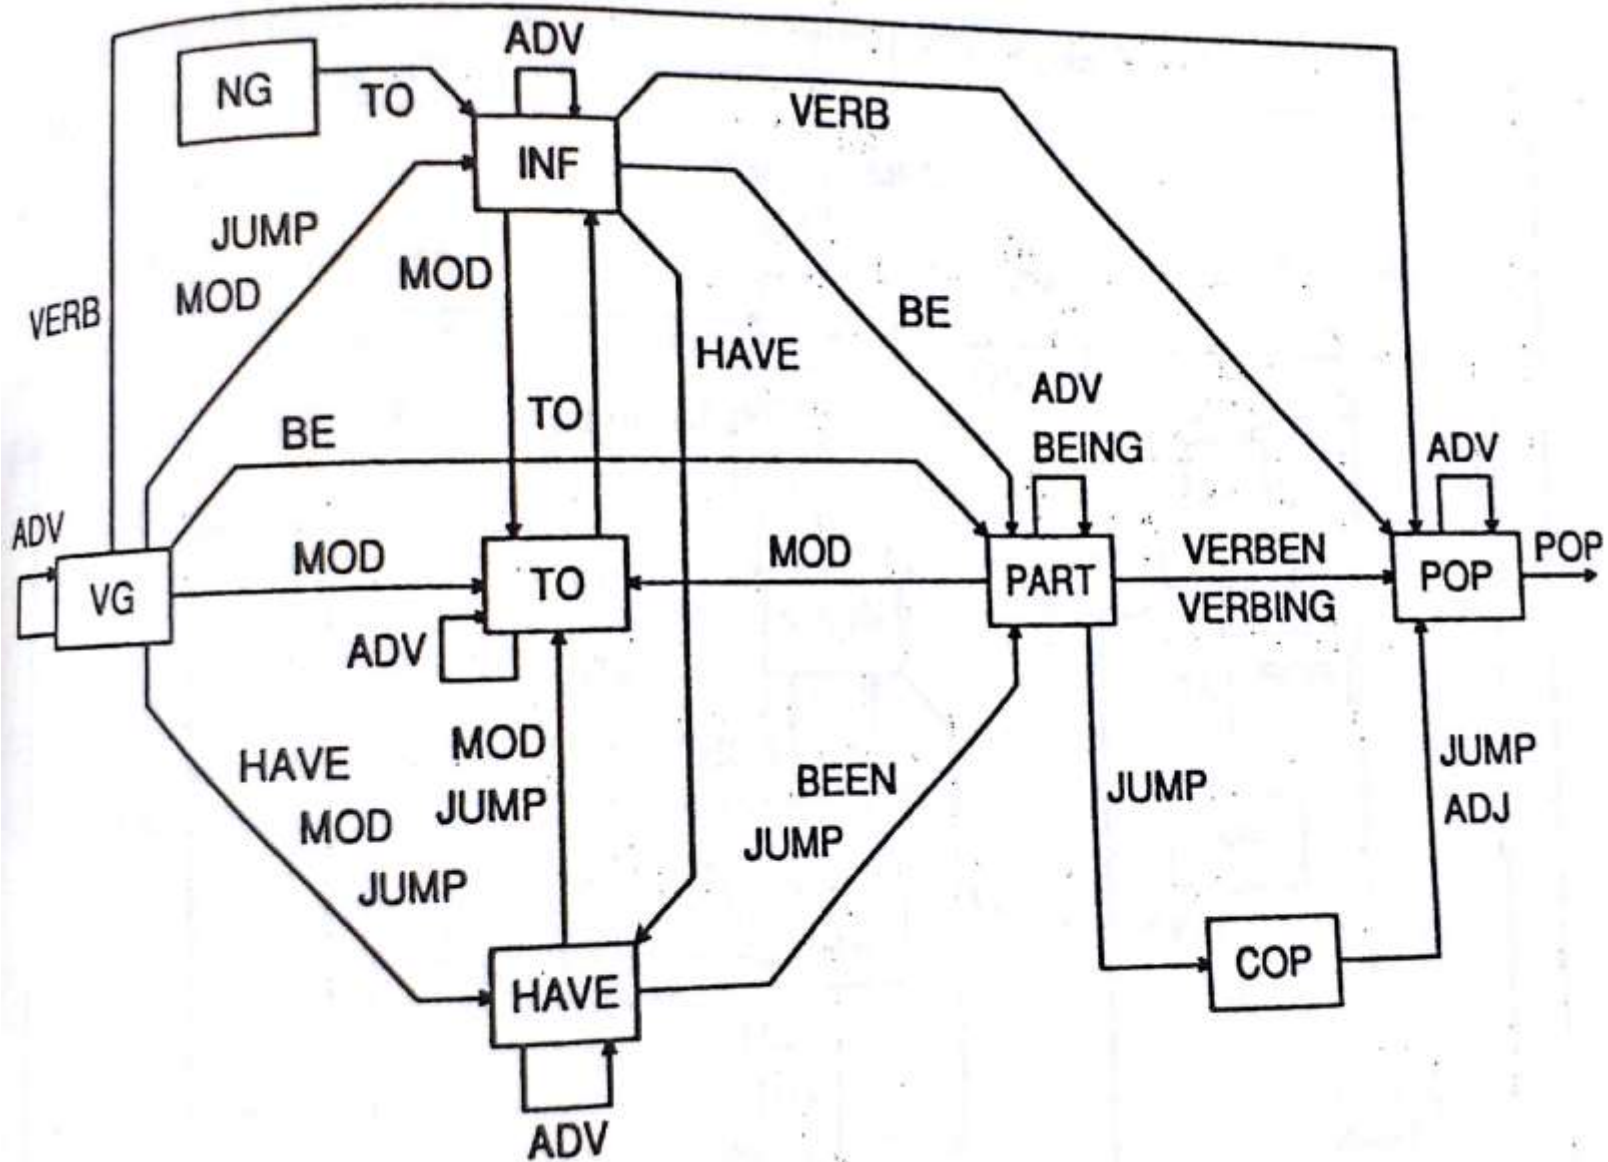 ADV
NG
TO
VERB
INF
JUMP
MOD
MOD
VERB
BE
HAVE
ADV
TO
BE
BEING
ADV
ADV
MOD
MOD
VERBEN
POP
VG
TO
PART
POP
VERBING
ADV
MOD
HAVE
JUMP
BEEN
JUMP
MOD
JUMP
ADJ
JUMP
JUMP
COP
HAVE
ADV